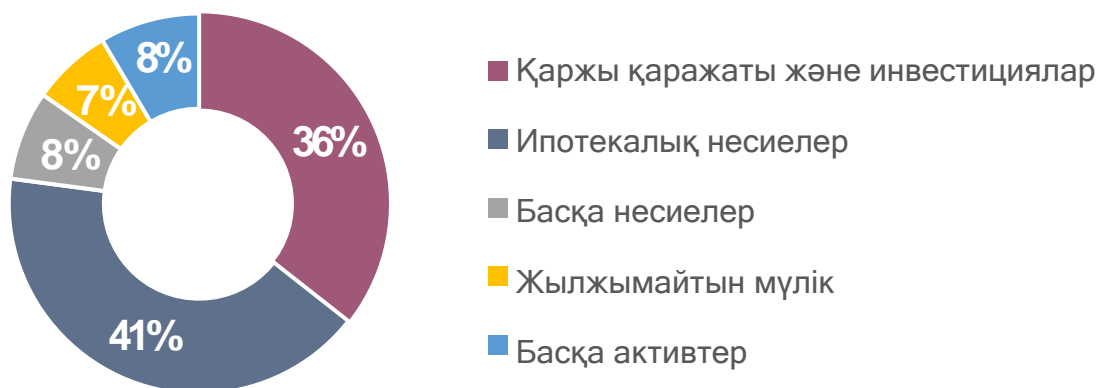 8%
7%
36%
8%
41%
Қаржы қаражаты және инвестициялар
Ипотекалық несиелер
Басқа несиелер
Жылжымайтын мүлік
Басқа активтер